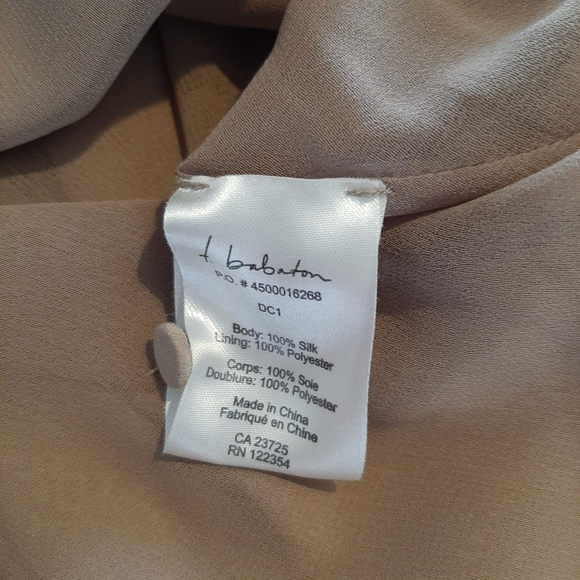 t. babaton
P.O. # 4500016268
DC1
Body: 100% Silk
Lining: 100% Polyester
Corps: 100% Soie
Doublure: 100% Polyester
Made in China
Fabriqué en Chine
CA 23725
RN 122354